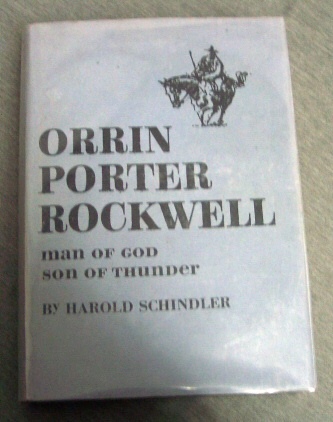 ORRIN
PORTER
ROCKWELL
man OF GOD
son OF THUNDER
BY HAROLD SCHINDLER